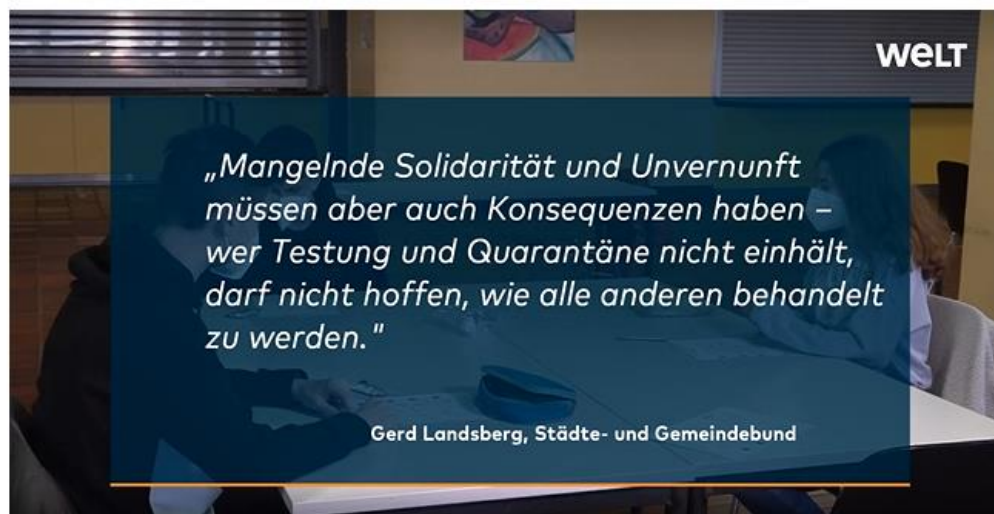 WELT
„Mangelnde Solidarität und Unvernunft
müssen aber auch Konsequenzen haben –
wer Testung und Quarantäne nicht einhält,
darf nicht hoffen, wie alle anderen behandelt
zu werden."
Gerd Landsberg, Städte- und Gemeindebund